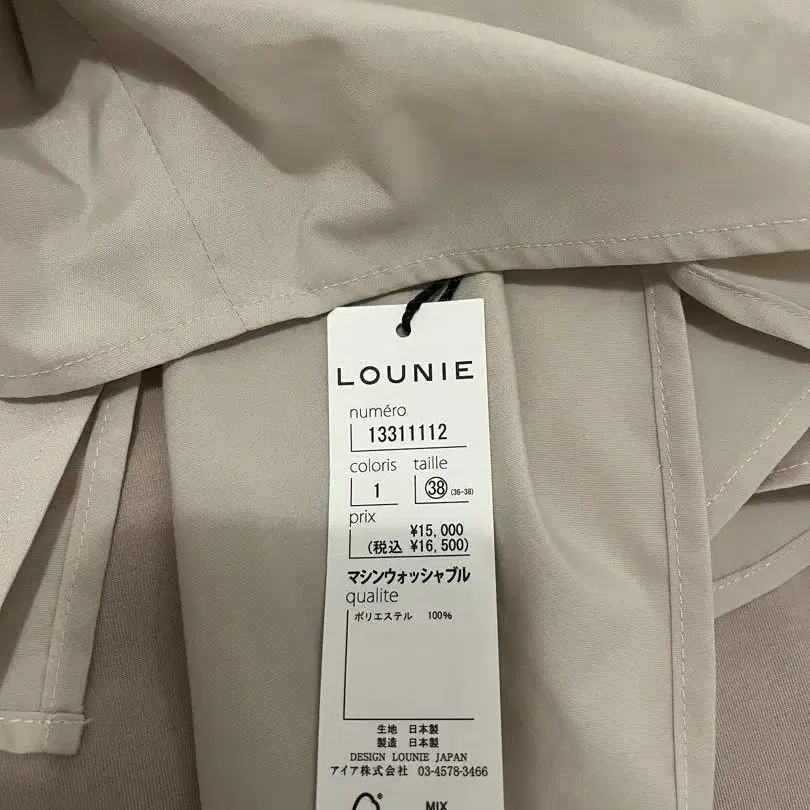 LOUNIE
numéro
13311112
coloris taille
1 38 (36-38)
prix
¥15,000
(税込 ¥16,500)
マシンウォッシャブル
qualite
ポリエステル 100%
生地 日本製
製造 日本製
DESIGN LOUNIE JAPAN
アイア株式会社 03-4578-3466
®
MIX